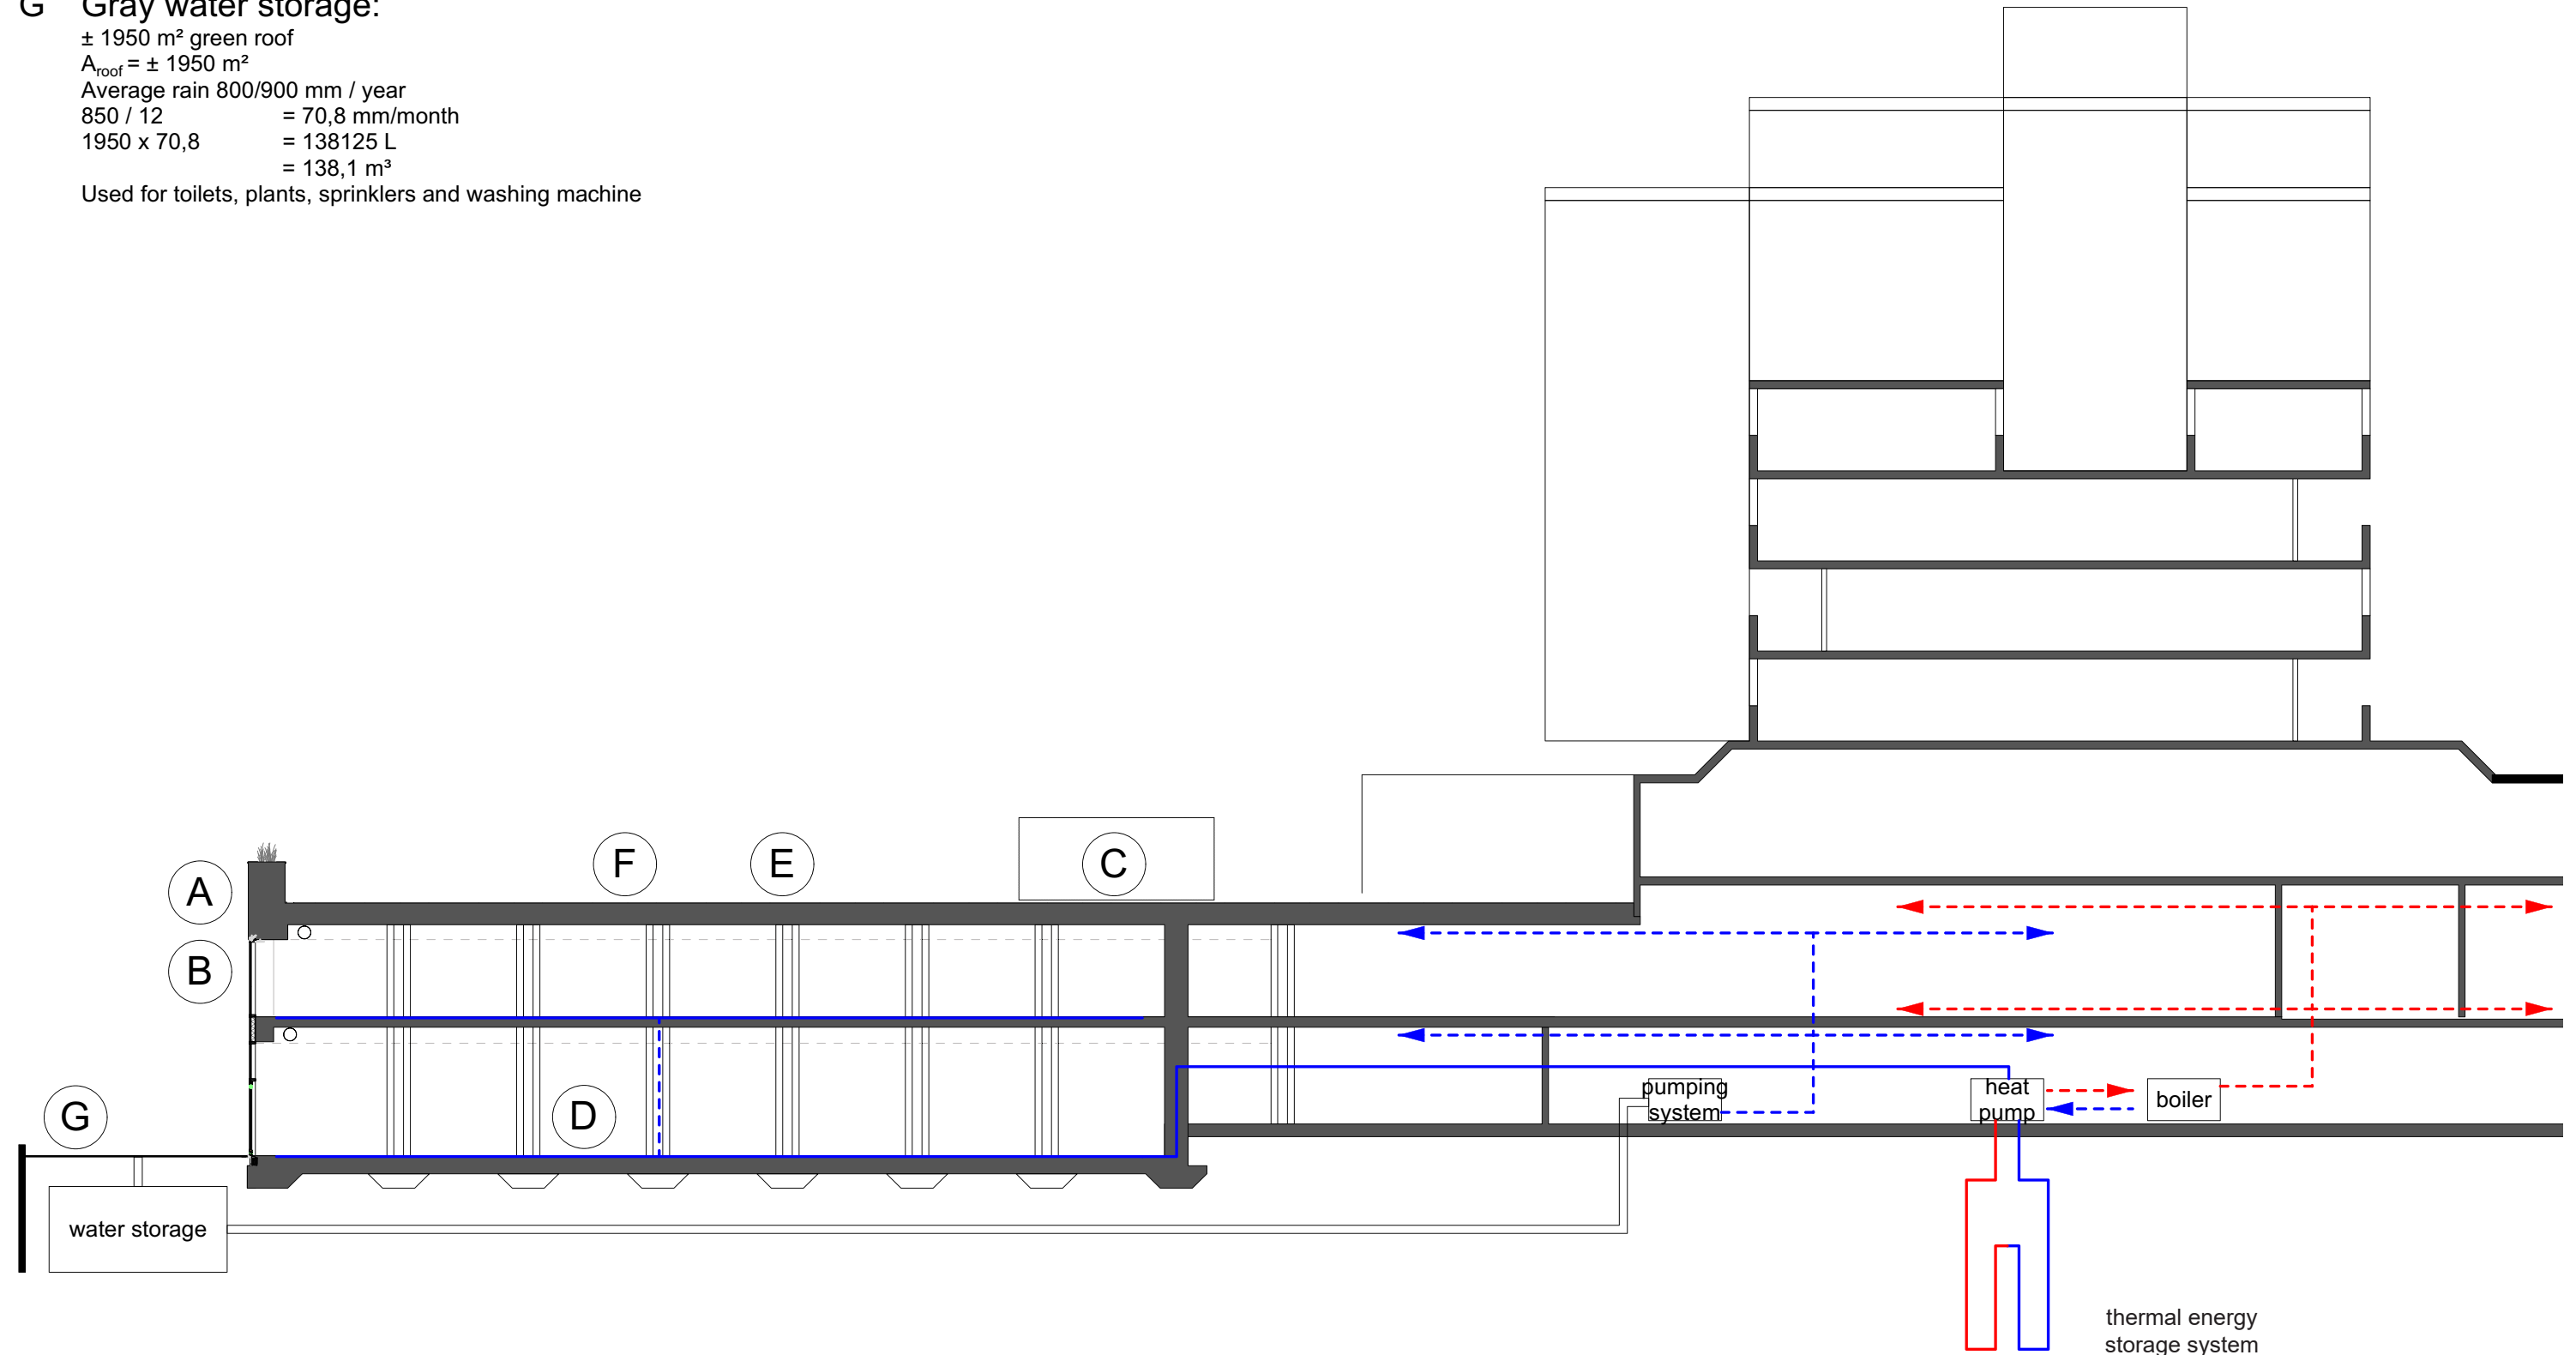 G Gray water storage:
± 1950 m² green roof
Aroof = ± 1950 m²
Average rain 800/900 mm / year
850 / 12 = 70,8 mm/month
1950 x 70,8 = 138125 L
= 138,1 m³
Used for toilets, plants, sprinklers and washing machine
F
E
C
A
B
G
D
pumping
system
heat
pump
boiler
water storage
thermal energy
storage system